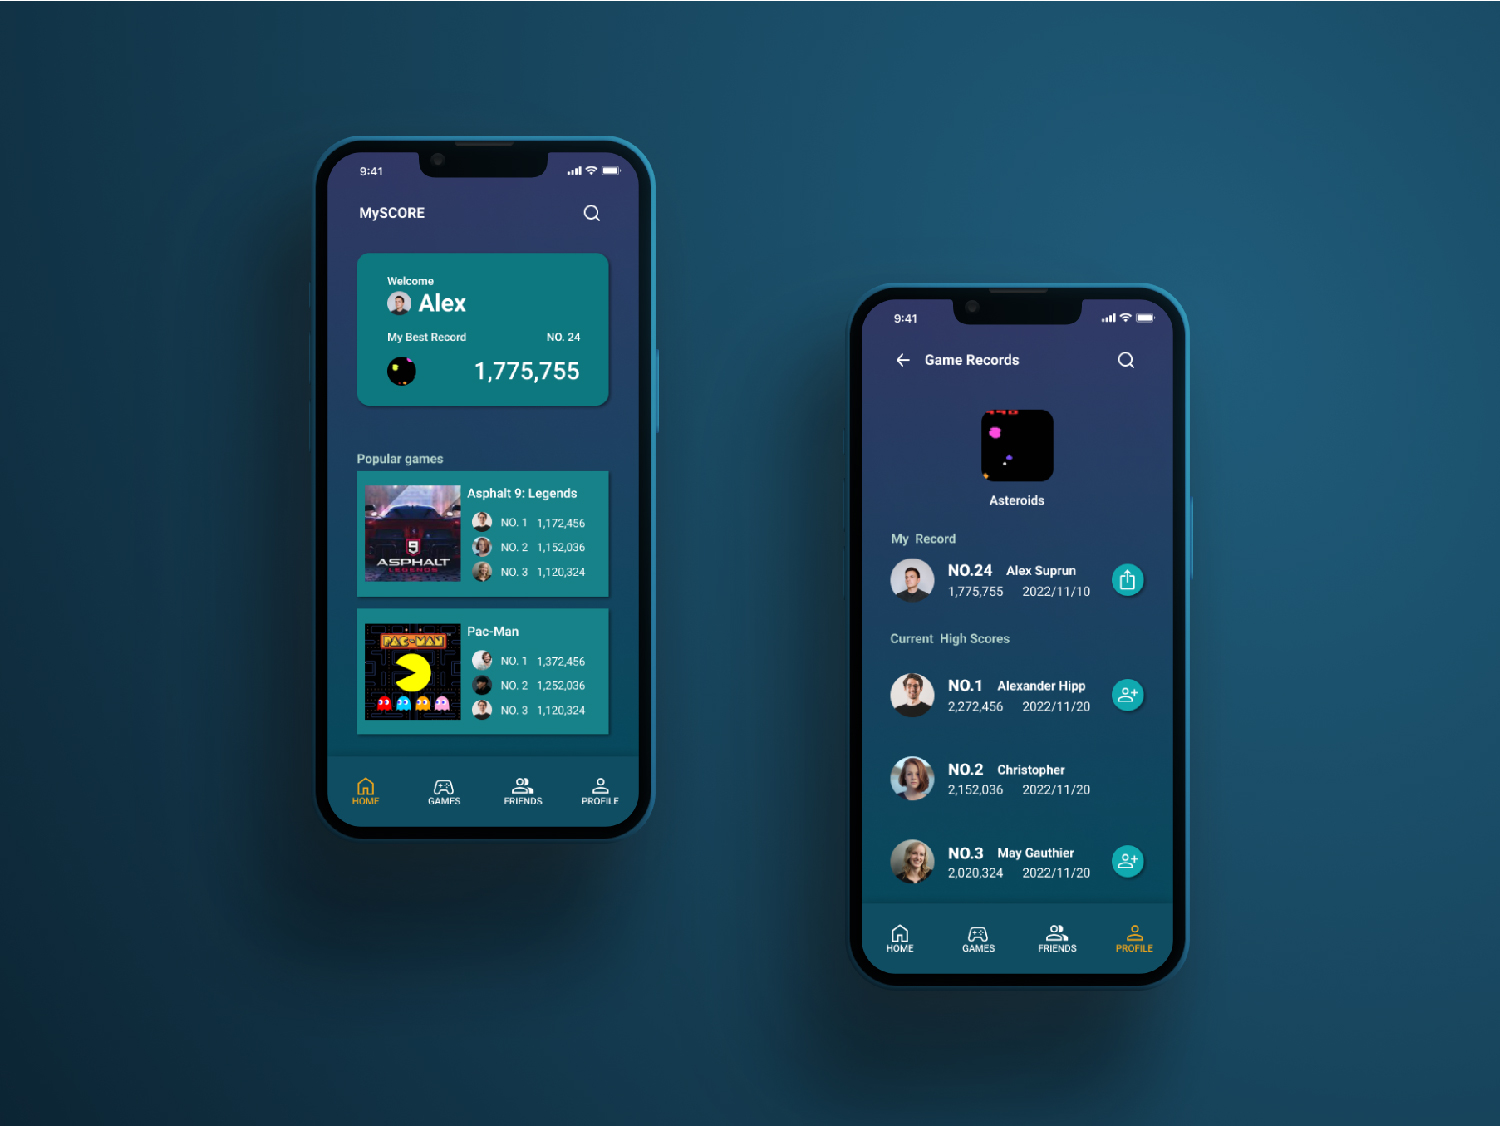 9:41
MySCORE
Welcome
Alex
My Best Record NO. 24
1,775,755
Popular games
Asphalt 9: Legends
NO. 1 1,172,456
NO. 2 1,152,036
NO. 3 1,120,324
9
ASPHALT
LEGENDS
Pac-Man
PAC-MAN
NO. 1 1,372,456
NO. 2 1,252,036
NO. 3 1,120,324
HOME GAMES FRIENDS PROFILE
9:41
Game Records
Asteroids
My Record
NO.24 Alex Suprun
1,775,755 2022/11/10
Current High Scores
NO.1 Alexander Hipp
2,272,456 2022/11/20
NO.2 Christopher
2,152,036 2022/11/20
NO.3 May Gauthier
2,020,324 2022/11/20
HOME GAMES FRIENDS PROFILE